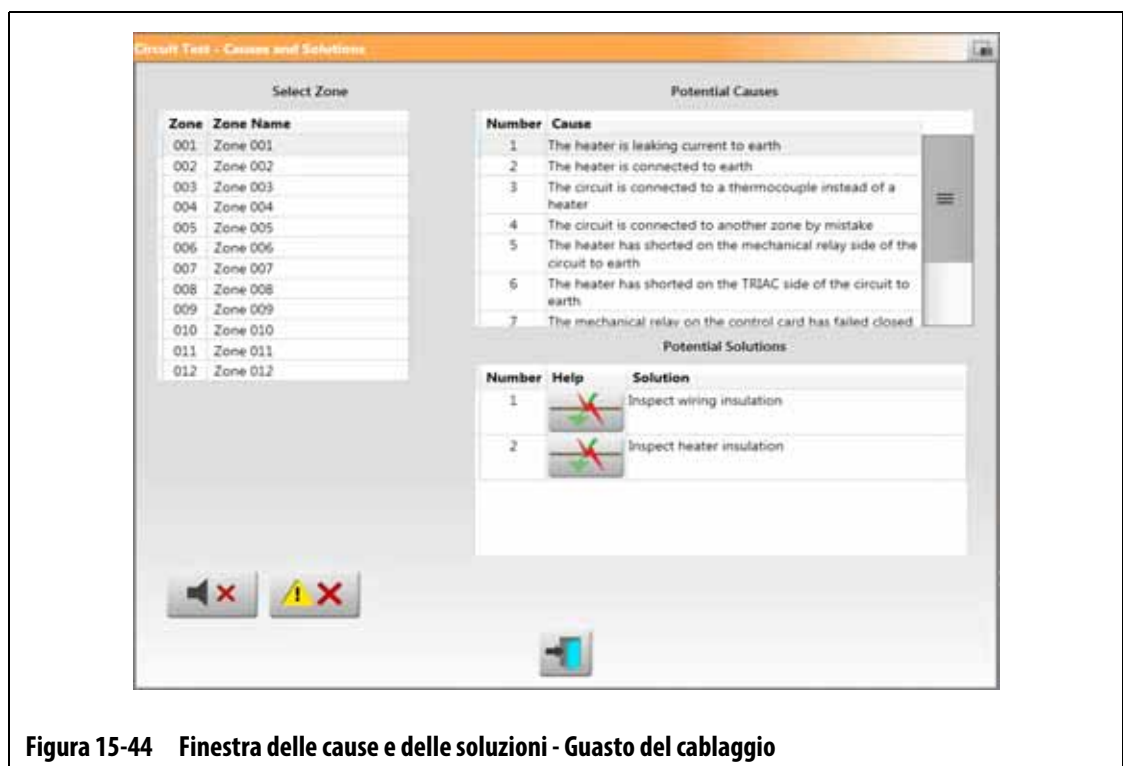 Circuit Test - Causes and Solutions
Select Zone
Zone Zone Name
001 Zone 001
002 Zone 002
003 Zone 003
004 Zone 004
005 Zone 005
006 Zone 006
007 Zone 007
008 Zone 008
009 Zone 009
010 Zone 010
011 Zone 011
012 Zone 012
Potential Causes
Number Cause
1 The heater is leaking current to earth
2 The heater is connected to earth
3 The circuit is connected to a thermocouple instead of a
heater
4 The circuit is connected to another zone by mistake
5 The heater has shorted on the mechanical relay side of the
circuit to earth
6 The heater has shorted on the TRIAC side of the circuit to
earth
7 The mechanical relay on the control card has failed closed
Potential Solutions
Number Help Solution
1 Inspect wiring insulation
2 Inspect heater insulation
Figura 15-44 Finestra delle cause e delle soluzioni - Guasto del cablaggio